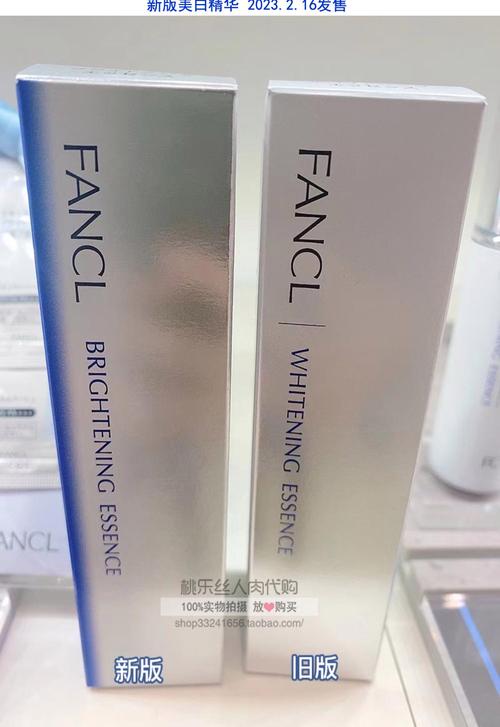 新版美白精华 2023.2.16发售
FANCL BRIGHTENING ESSENCE
FANCL | WHITENING ESSENCE
ANCL
桃乐丝人肉代购
100%实物拍摄 放❤购买
shop33241656.taobao.com/
新版
旧版